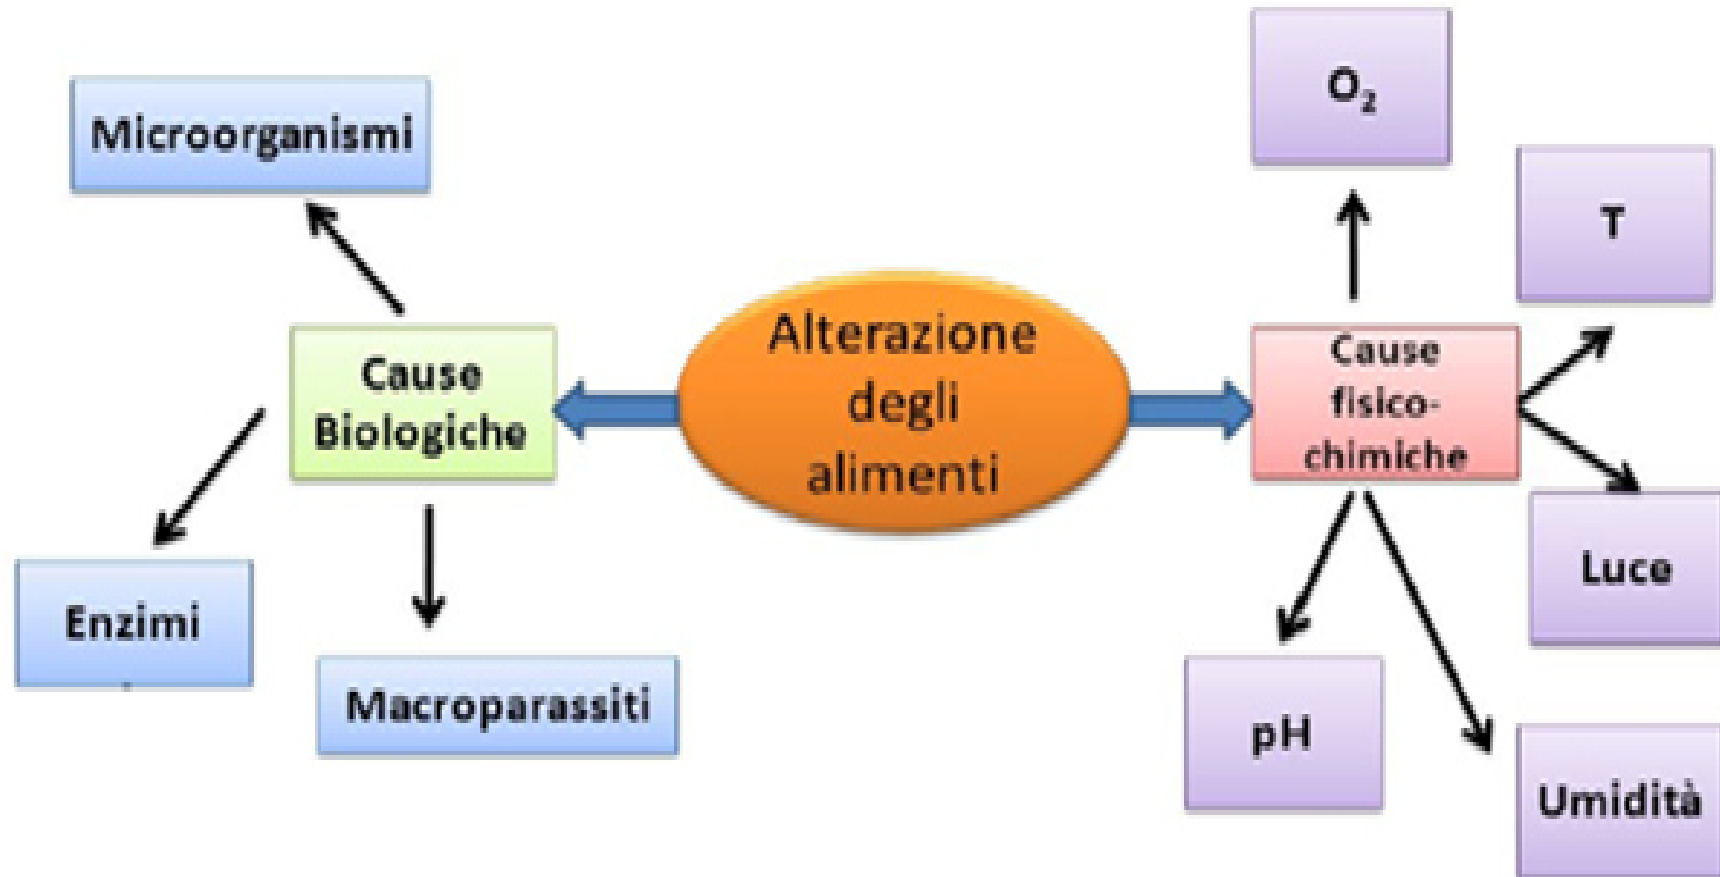 Microorganismi
Cause
Biologiche
Enzimi
Macroparassiti
Alterazione
degli
alimenti
O₂
T
Cause
fisico-
chimiche
Luce
pH
Umidità